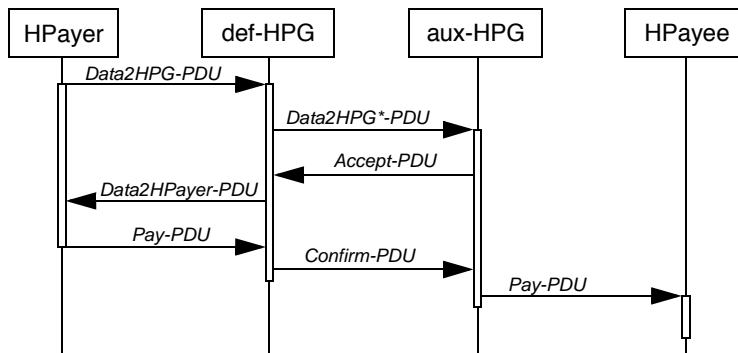 HPayer
def-HPG
aux-HPG
HPayee
Data2HPG-PDU
Data2HPG*-PDU
Accept-PDU
Data2HPayer-PDU
Pay-PDU
Confirm-PDU
Pay-PDU